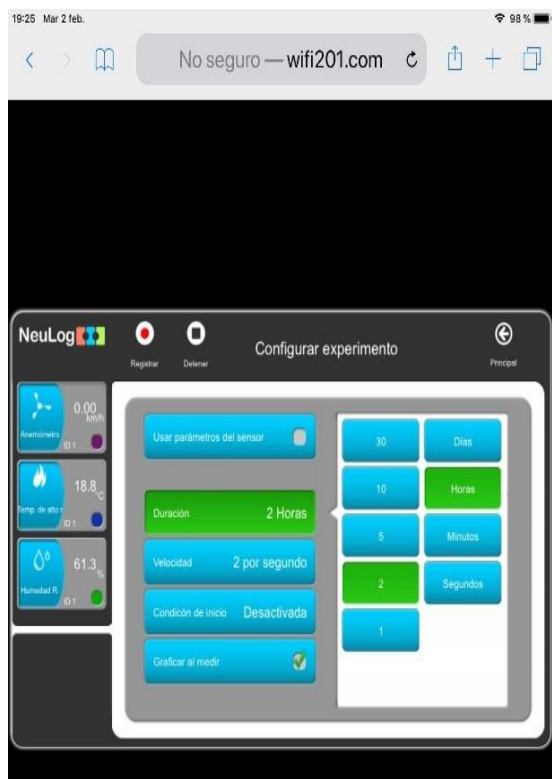 19:25 Mar 2 feb.
98 %
No seguro — wifi201.com
NeuLog
Registrar
Detener
Configurar experimento
Principal
Anemómetro
0.00
km/h
ID 1
Temp. de alto r
18.8
°C
ID 1
Humedad R.
61.3
%
ID 1
Usar parámetros del sensor
Duración 2 Horas
Velocidad 2 por segundo
Condición de inicio Desactivada
Graficar al medir
30 Días
10 Horas
5 Minutos
2 Segundos
1